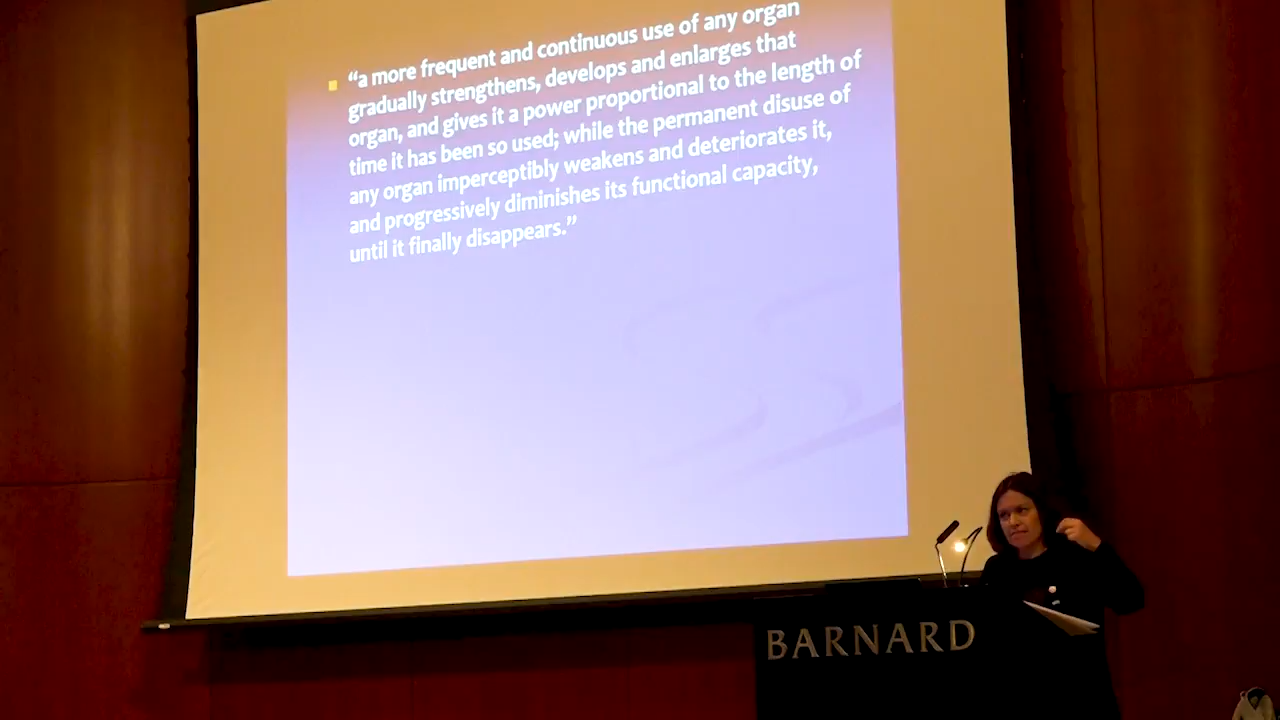 “a more frequent and continuous use of any organ
gradually strengthens, develops and enlarges that
organ, and gives it a power proportional to the length of
time it has been so used; while the permanent disuse of
any organ imperceptibly weakens and deteriorates it,
and progressively diminishes its functional capacity,
until it finally disappears.”
BARNARD